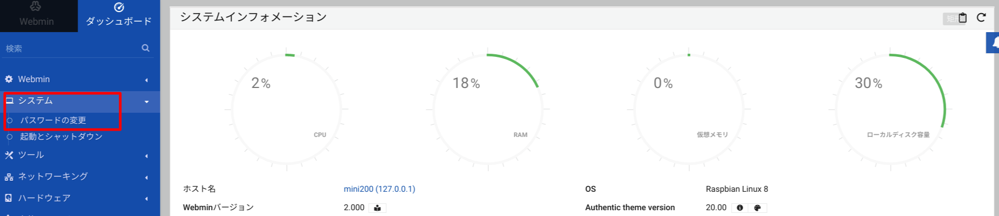 Webmin
ダッシュボード
検索
Webmin
システム
パスワードの変更
起動とシャットダウン
ツール
ネットワーキング
ハードウェア
システムインフォメーション
2%
CPU
18%
RAM
0%
仮想メモリ
30%
ローカルディスク容量
ホスト名 mini200 (127.0.0.1) OS Raspbian Linux 8
Webminバージョン 2.000 Authentic theme version 20.00